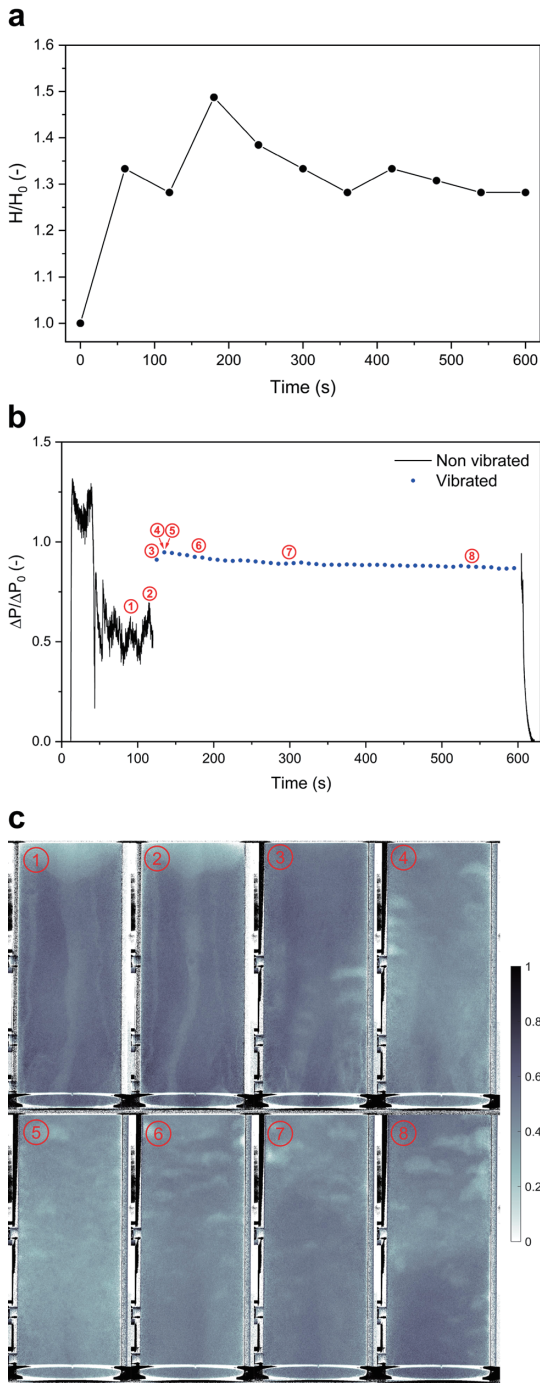 a
1.6
1.5
1.4
1.3
1.2
1.1
1.0
H/H₀ (-)
0 100 200 300 400 500 600
Time (s)
b
1.5
1.0
0.5
0.0
ΔP/ΔP₀ (-)
Non vibrated
Vibrated
④ ⑤
③ ⑥ ⑦ ⑧
① ②
0 100 200 300 400 500 600
Time (s)
c
① ② ③ ④
⑤ ⑥ ⑦ ⑧
1
0.8
0.6
0.4
0.2
0